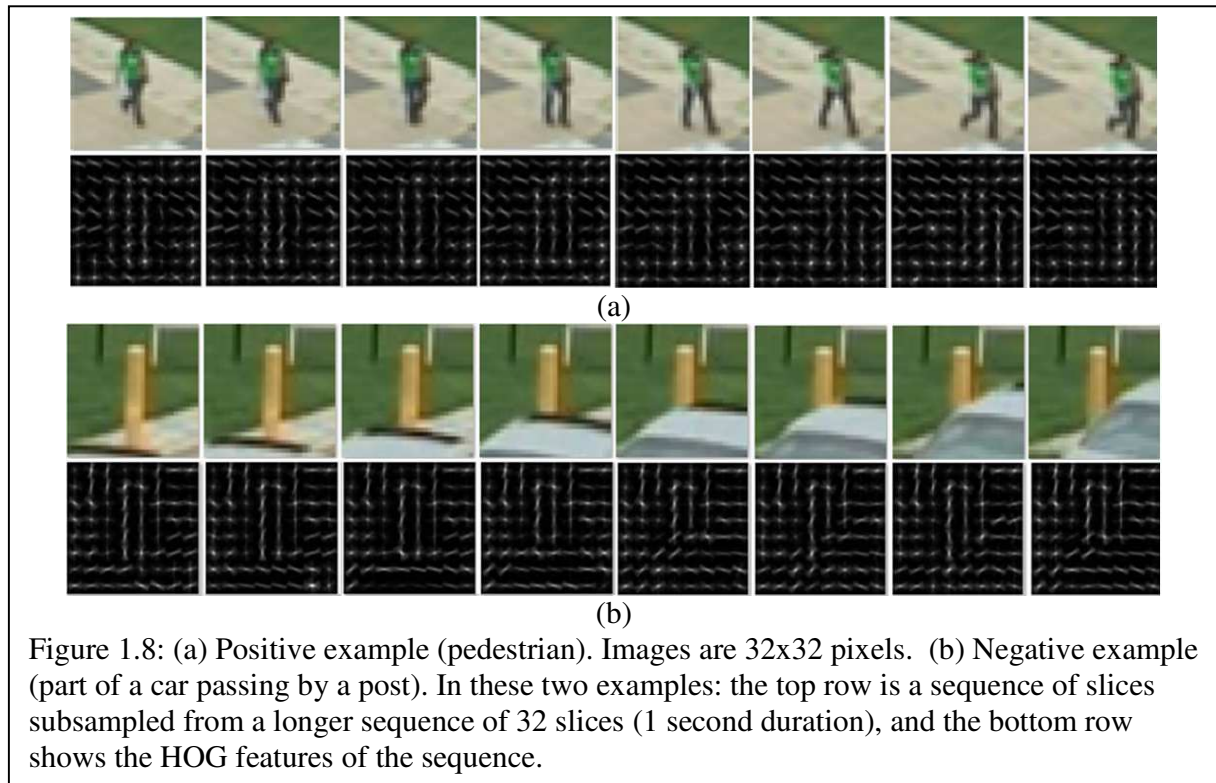 (a)
(b)
Figure 1.8: (a) Positive example (pedestrian). Images are 32x32 pixels.  (b) Negative example
(part of a car passing by a post). In these two examples: the top row is a sequence of slices
subsampled from a longer sequence of 32 slices (1 second duration), and the bottom row
shows the HOG features of the sequence.